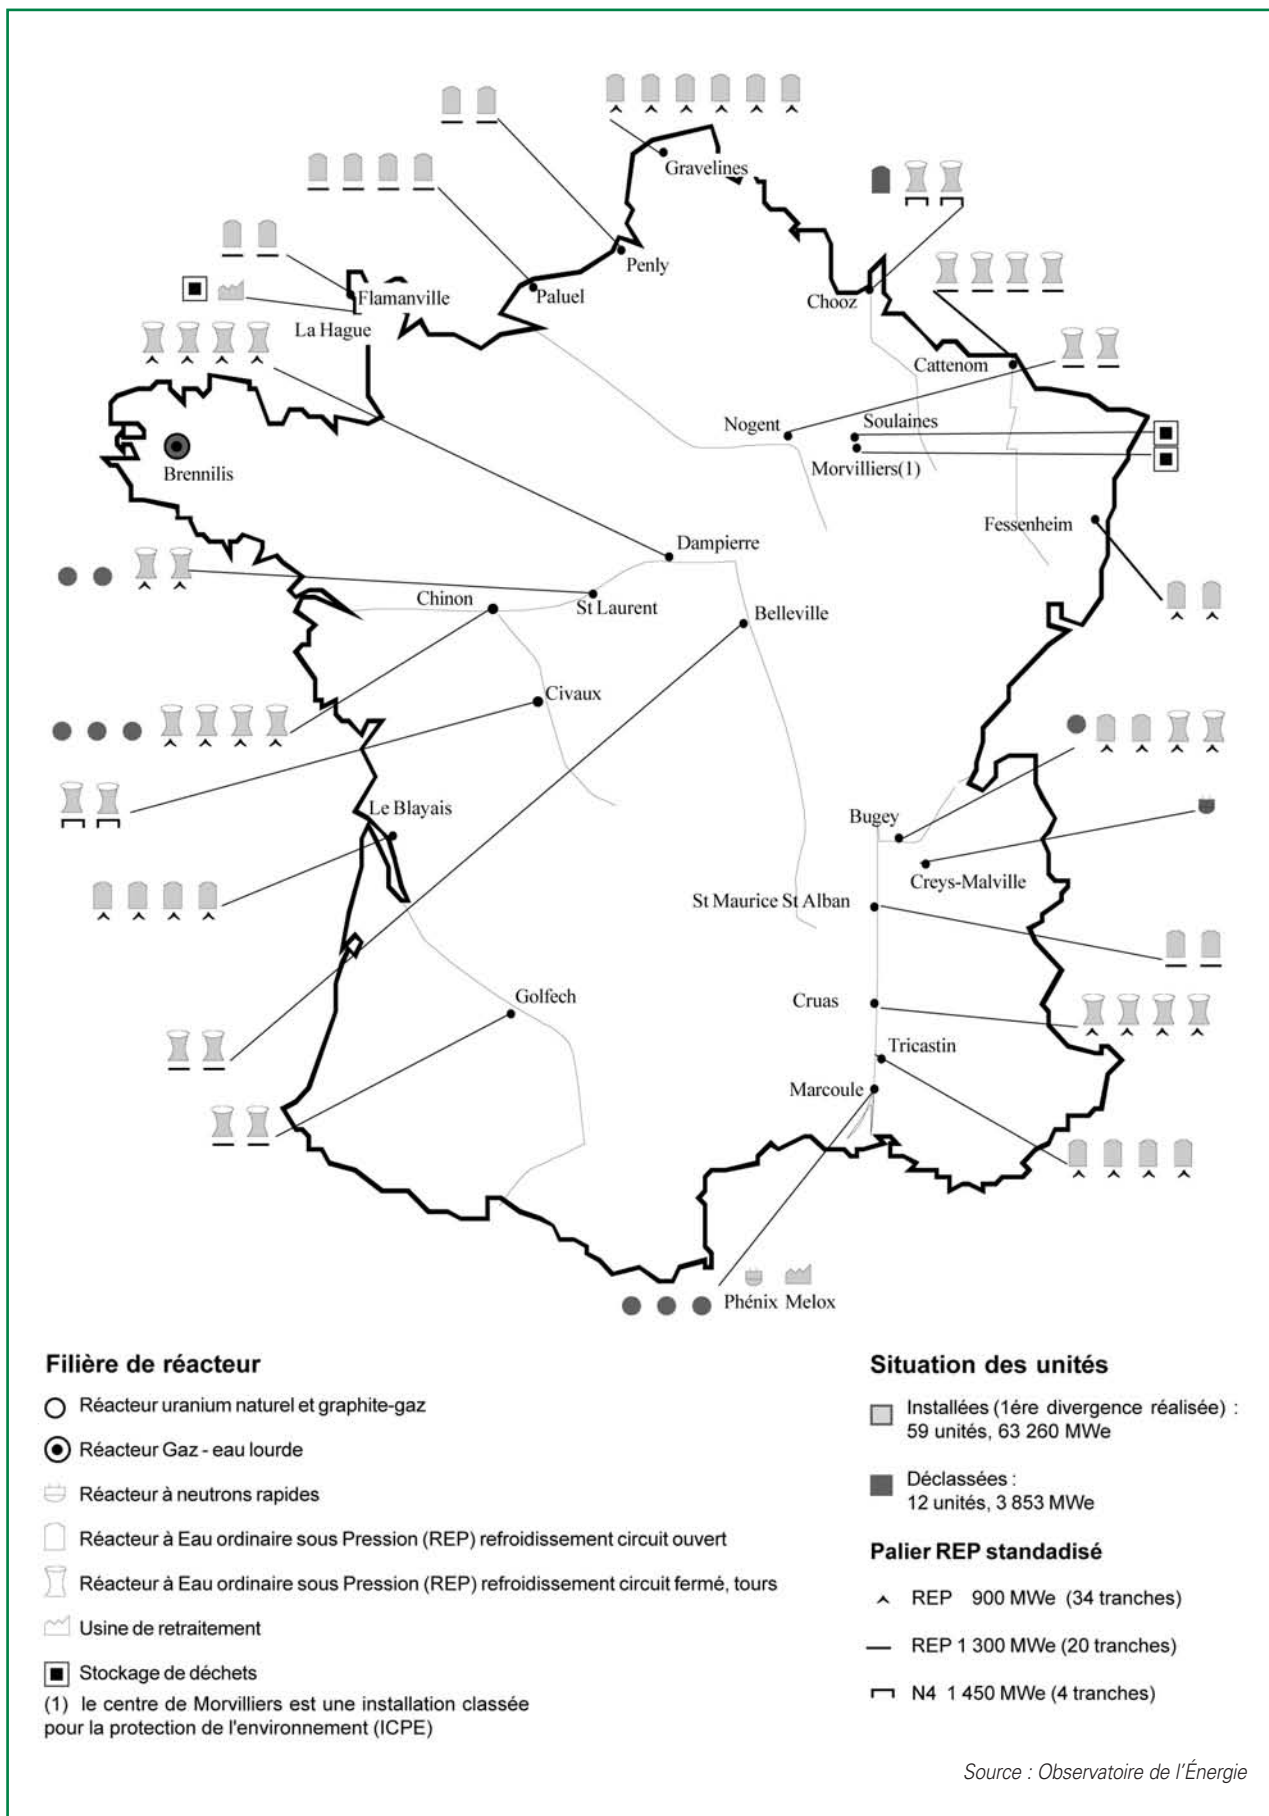 Gravelines
Penly
Chooz
Flamanville
Paluel
La Hague
Cattenom
Nogent
Soulaines
Morvilliers(1)
Brennilis
Fessenheim
Dampierre
Chinon
St Laurent
Belleville
Civaux
Le Blayais
Bugey
Creys-Malville
St Maurice St Alban
Golfech
Cruas
Tricastin
Marcoule
Phénix Melox
Filière de réacteur
Réacteur uranium naturel et graphite-gaz
Réacteur Gaz - eau lourde
Réacteur à neutrons rapides
Réacteur à Eau ordinaire sous Pression (REP) refroidissement circuit ouvert
Réacteur à Eau ordinaire sous Pression (REP) refroidissement circuit fermé, tours
Usine de retraitement
Stockage de déchets
(1) le centre de Morvilliers est une installation classée
pour la protection de l'environnement (ICPE)
Situation des unités
Installées (1ére divergence réalisée) :
59 unités, 63 260 MWe
Déclassées :
12 unités, 3 853 MWe
Palier REP standadisé
REP 900 MWe (34 tranches)
REP 1 300 MWe (20 tranches)
N4 1 450 MWe (4 tranches)
Source : Observatoire de l'Énergie